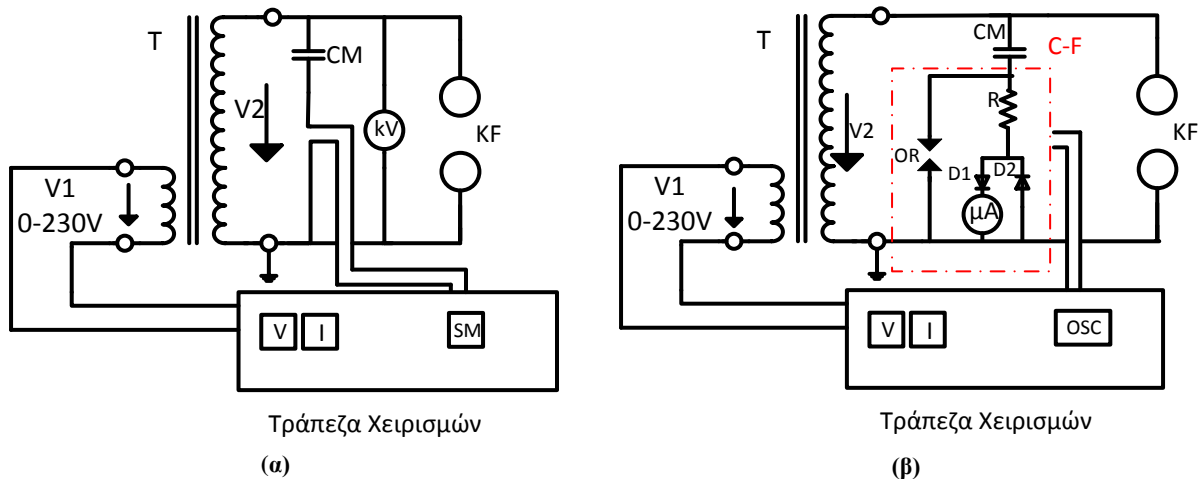 T
CM
V2
kV
KF
V1
0-230V
V
I
SM
Τράπεζα Χειρισμών
(α)
T
CM
C-F
R
V2
OR
D1
D2
μA
KF
V1
0-230V
V
I
OSC
Τράπεζα Χειρισμών
(β)